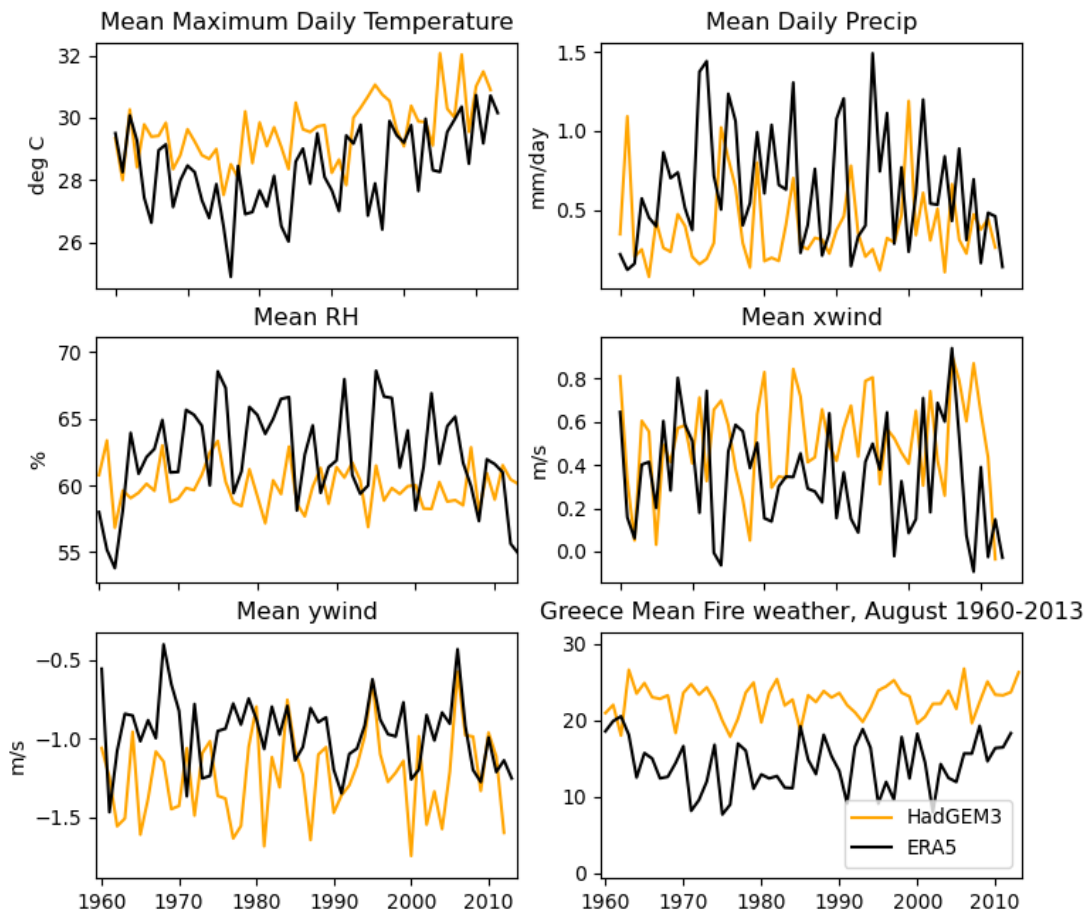 Mean Maximum Daily Temperature
32
30
28
26
deg C
Mean Daily Precip
1.5
1.0
0.5
mm/day
Mean RH
70
65
60
55
%
Mean xwind
0.8
0.6
0.4
0.2
0.0
m/s
Mean ywind
−0.5
−1.0
−1.5
m/s
1960 1970 1980 1990 2000 2010
Greece Mean Fire weather, August 1960-2013
30
20
10
0
HadGEM3
ERA5
1960 1970 1980 1990 2000 2010